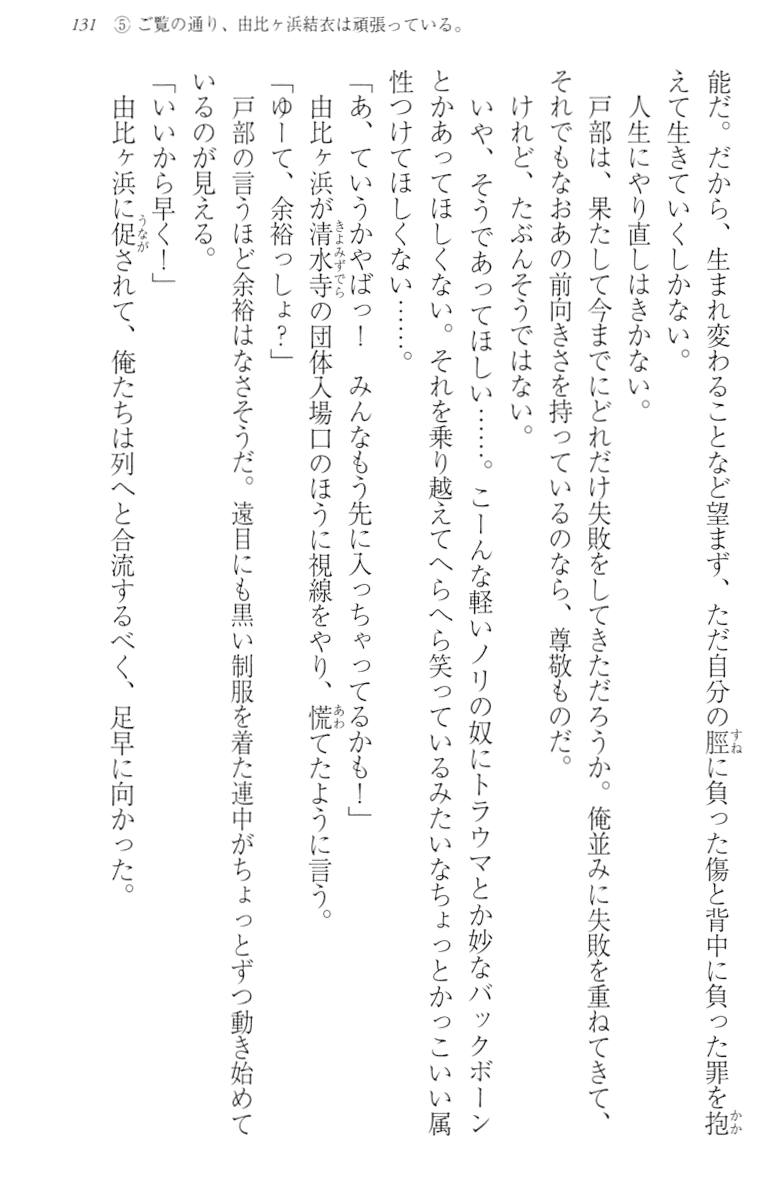 131　⑤ ご覧の通り、由比ヶ浜結衣は頑張っている。
能だ。だから、生まれ変わることなど望まず、ただ自分の脛に負った傷と背中に負った罪を抱
えて生きていくしかない。
人生にやり直しはきかない。
戸部は、果たして今までにどれだけ失敗をしてきただろうか。俺並みに失敗を重ねてきて、
それでもなおあの前向きさを持っているのなら、尊敬ものだ。
けれど、たぶんそうではない。
いや、そうであってほしい……。こーんな軽いノリの奴にトラウマとか妙なバックボーン
とかあってほしくない。それを乗り越えてへらへら笑っているみたいなちょっとかっこいい属
性つけてほしくない……。
「あ、ていうかやばっ！　みんなもう先に入っちゃってるかも！」
由比ヶ浜が清水寺の団体入場口のほうに視線をやり、慌てたように言う。
「ゆーて、余裕っしょ？」
戸部の言うほど余裕はなさそうだ。遠目にも黒い制服を着た連中がちょっとずつ動き始めて
いるのが見える。
「いいから早く！」
由比ヶ浜に促されて、俺たちは列へと合流するべく、足早に向かった。
すね
かか
きよみずでら
あわ
うなが